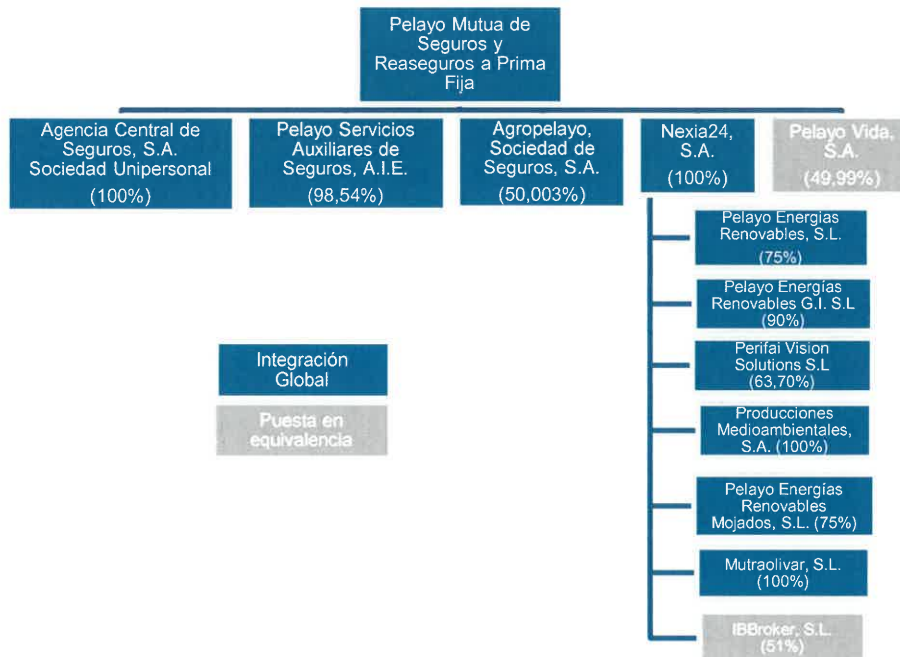 Pelayo Mutua de
Seguros y
Reaseguros a Prima
Fija
Agencia Central de
Seguros, S.A.
Sociedad Unipersonal
(100%)
Pelayo Servicios
Auxiliares de
Seguros, A.I.E.
(98,54%)
Agropelayo,
Sociedad de
Seguros, S.A.
(50,003%)
Nexia24,
S.A.
(100%)
Pelayo Vida,
S.A.
(49,99%)
Pelayo Energías
Renovables, S.L.
(75%)
Pelayo Energías
Renovables G.I. S.L
(90%)
Perifai Vision
Solutions S.L
(63,70%)
Producciones
Medioambientales,
S.A. (100%)
Pelayo Energías
Renovables
Mojados, S.L. (75%)
Mutraolivar, S.L.
(100%)
IBBroker, S.L.
(51%)
Integración
Global
Puesta en
equivalencia